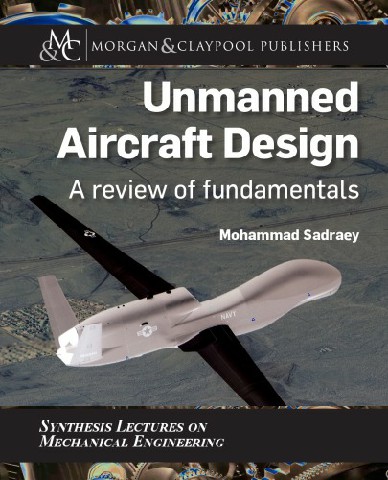 M&C MORGAN & CLAYPOOL PUBLISHERS
Unmanned
Aircraft Design
A review of fundamentals
Mohammad Sadraey
NAVY
SYNTHESIS LECTURES ON
MECHANICAL ENGINEERING